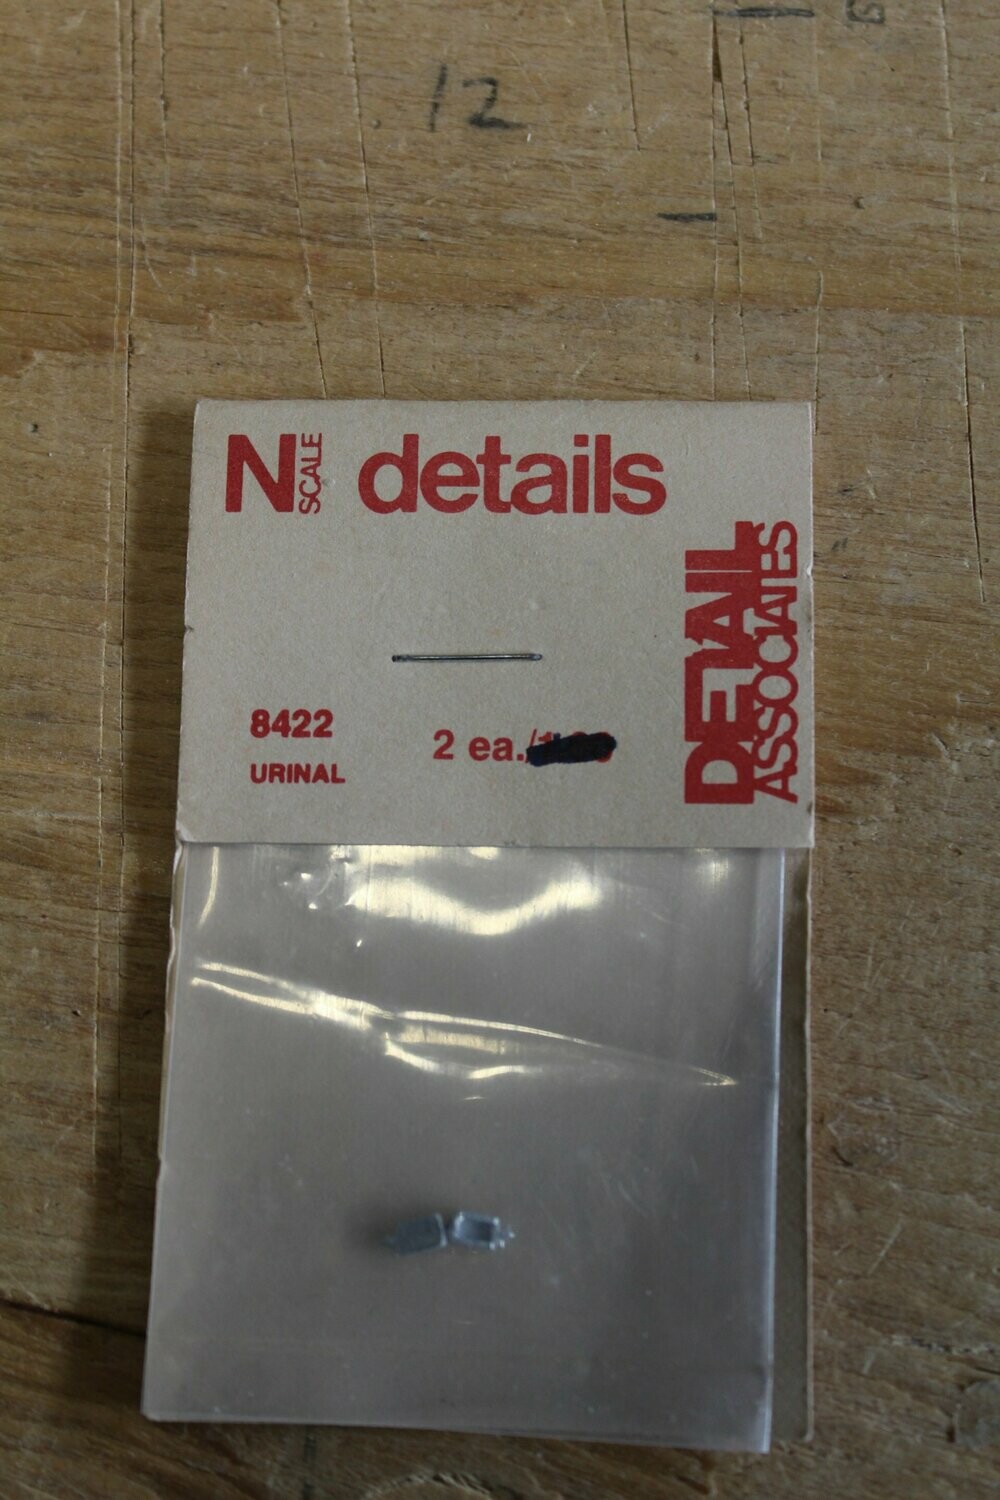 12
N SCALE details
DETAIL
ASSOCIATES
8422
2 ea./
URINAL